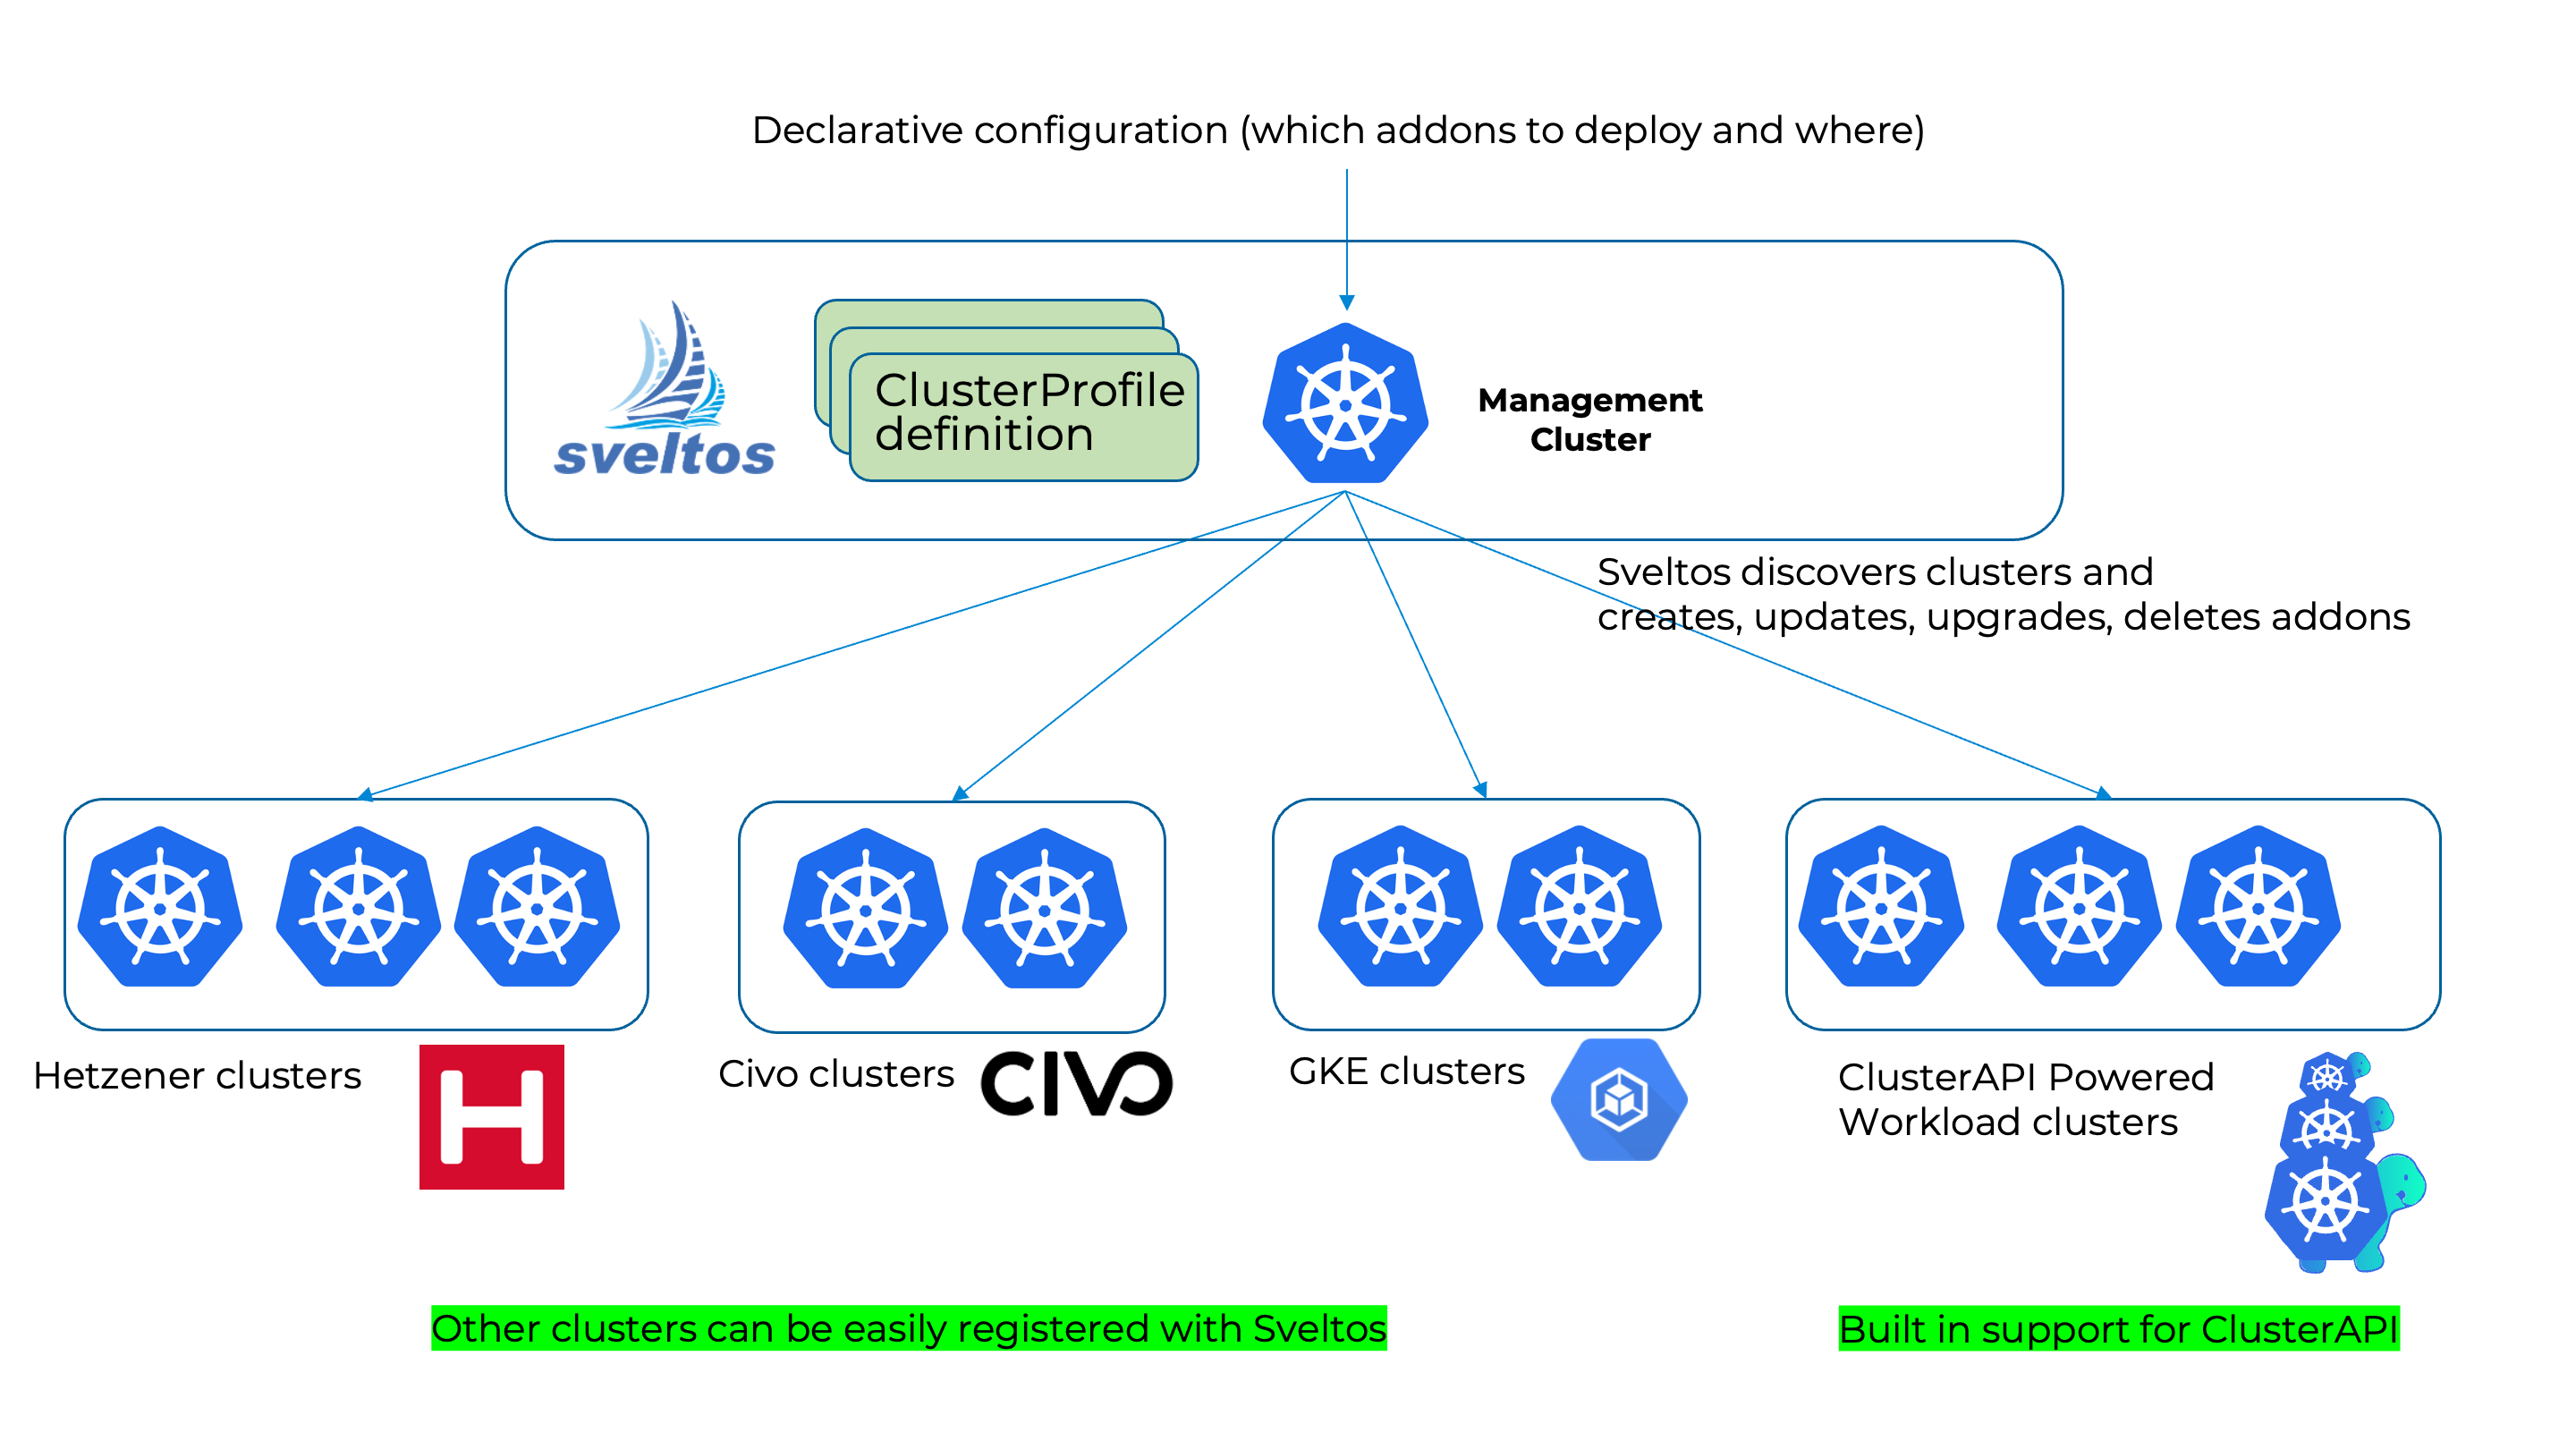 Declarative configuration (which addons to deploy and where)
sveltos
ClusterProfile
definition
Management
Cluster
Sveltos discovers clusters and
creates, updates, upgrades, deletes addons
Hetzener clusters
H
Civo clusters
CIVO
GKE clusters
ClusterAPI Powered
Workload clusters
Other clusters can be easily registered with Sveltos
Built in support for ClusterAPI